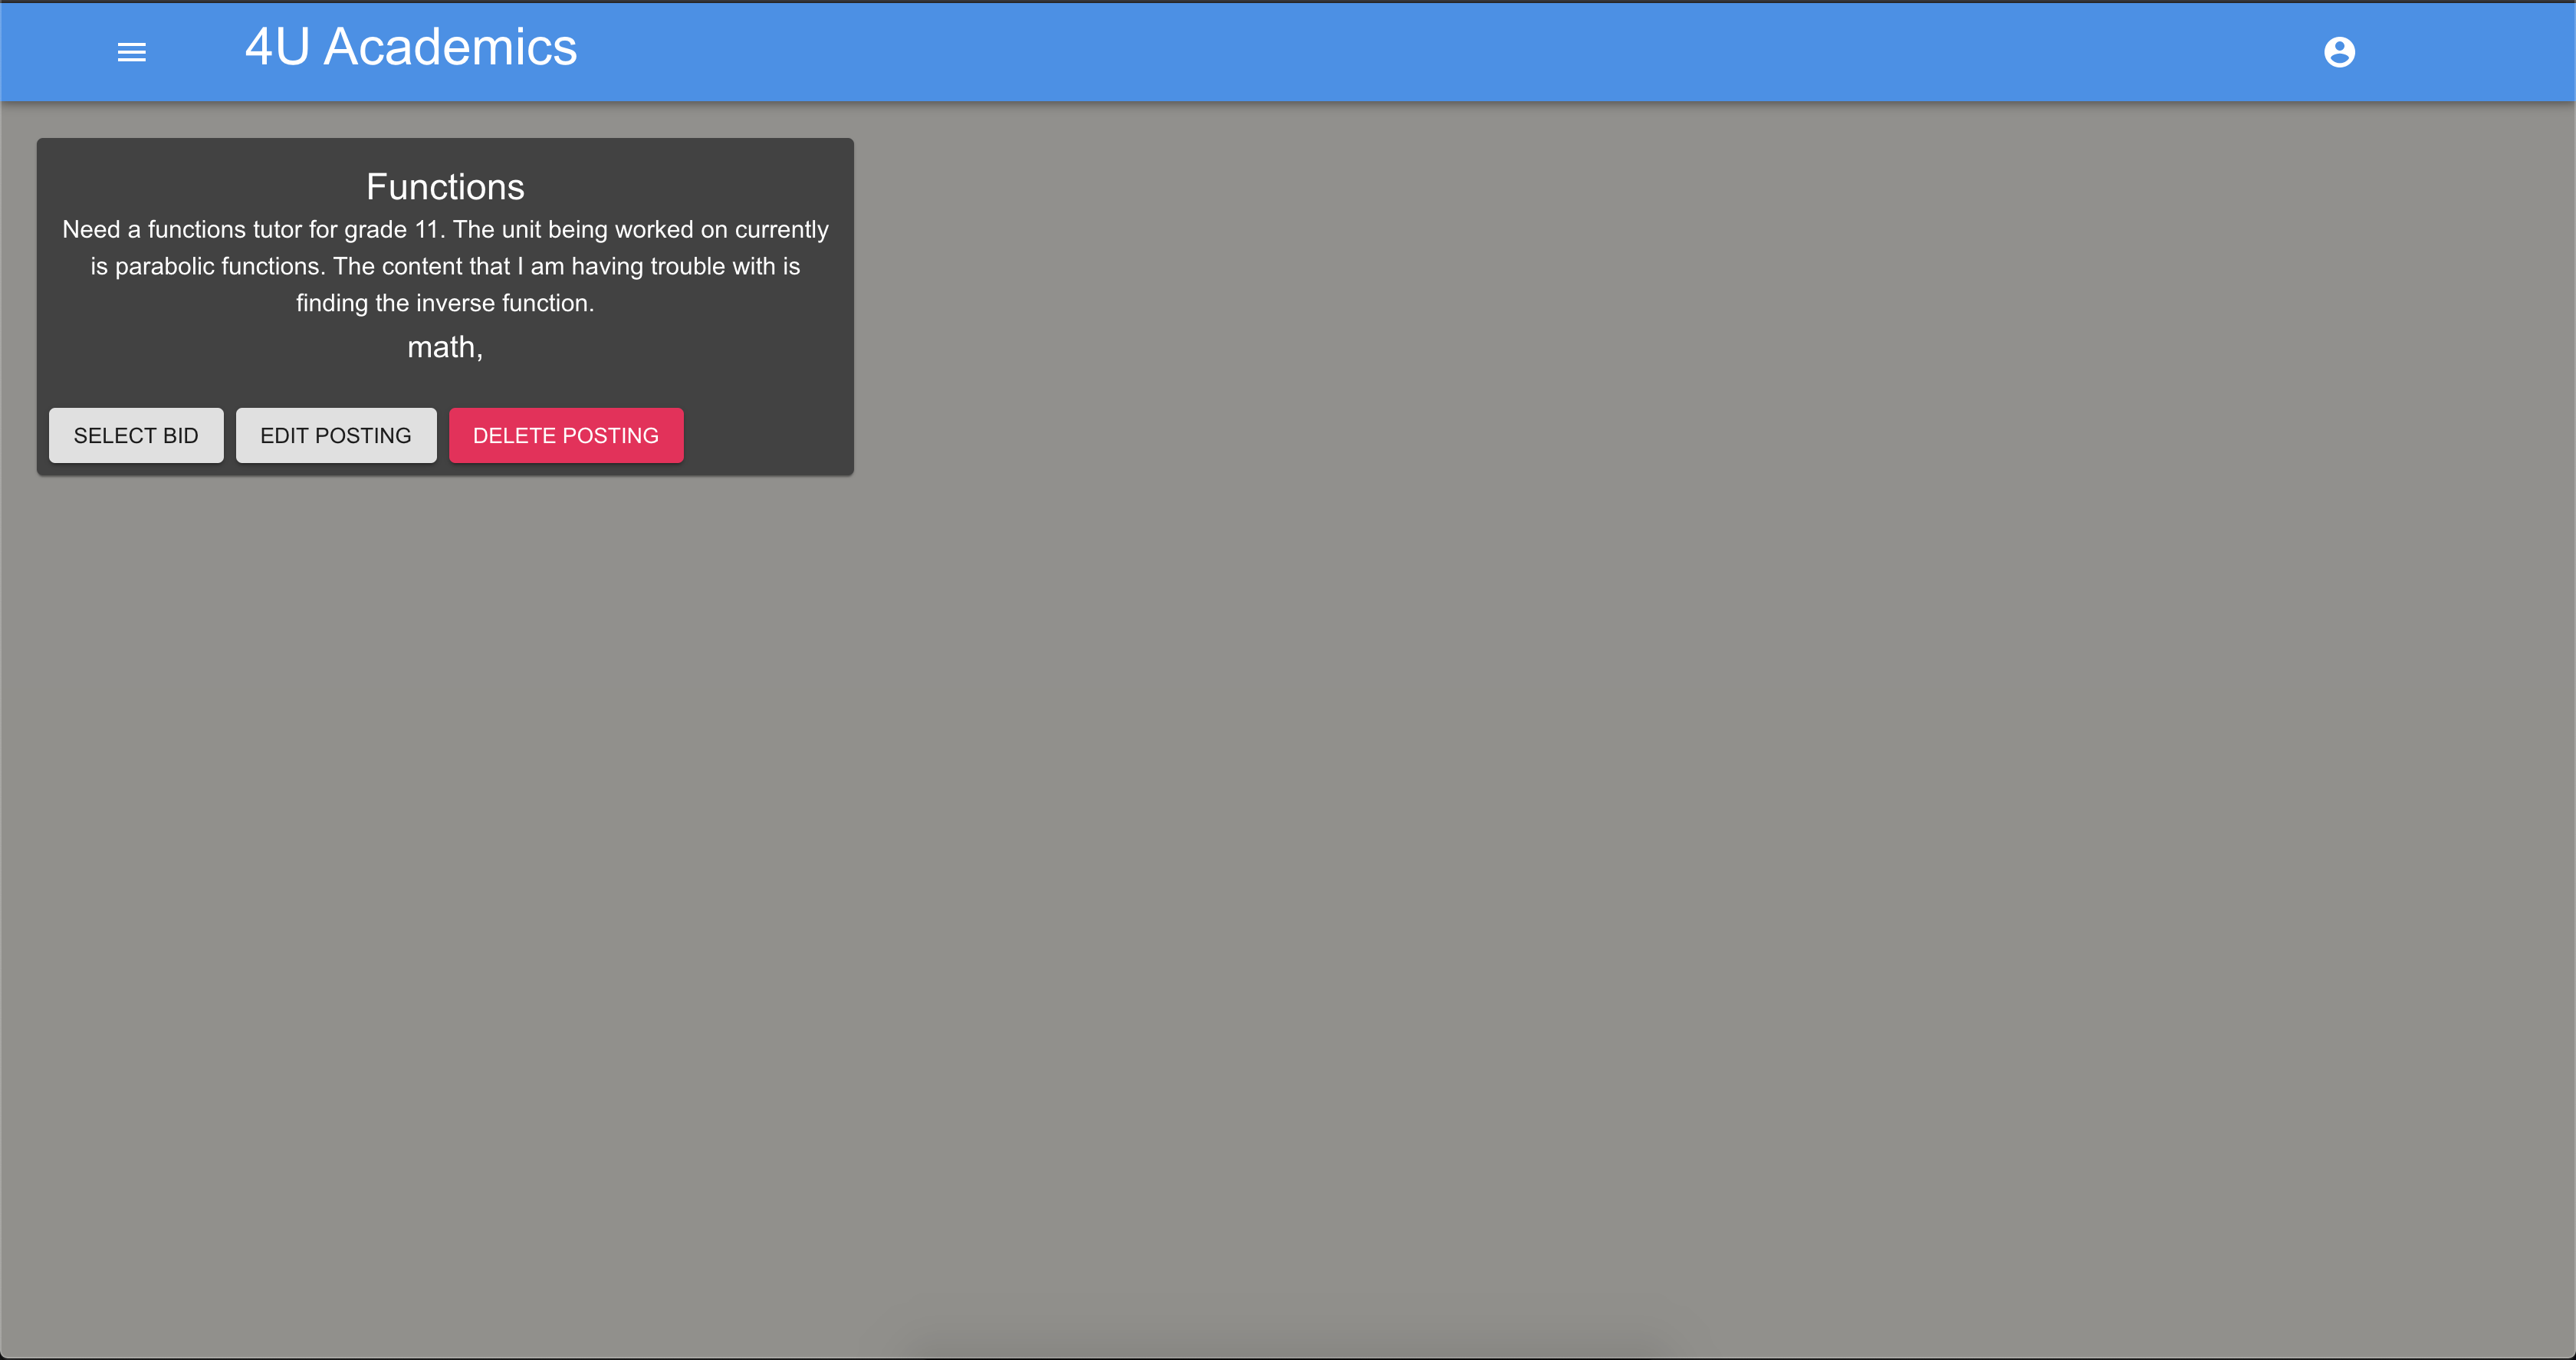 4U Academics
Functions
Need a functions tutor for grade 11. The unit being worked on currently
is parabolic functions. The content that I am having trouble with is
finding the inverse function.
math,
SELECT BID EDIT POSTING DELETE POSTING